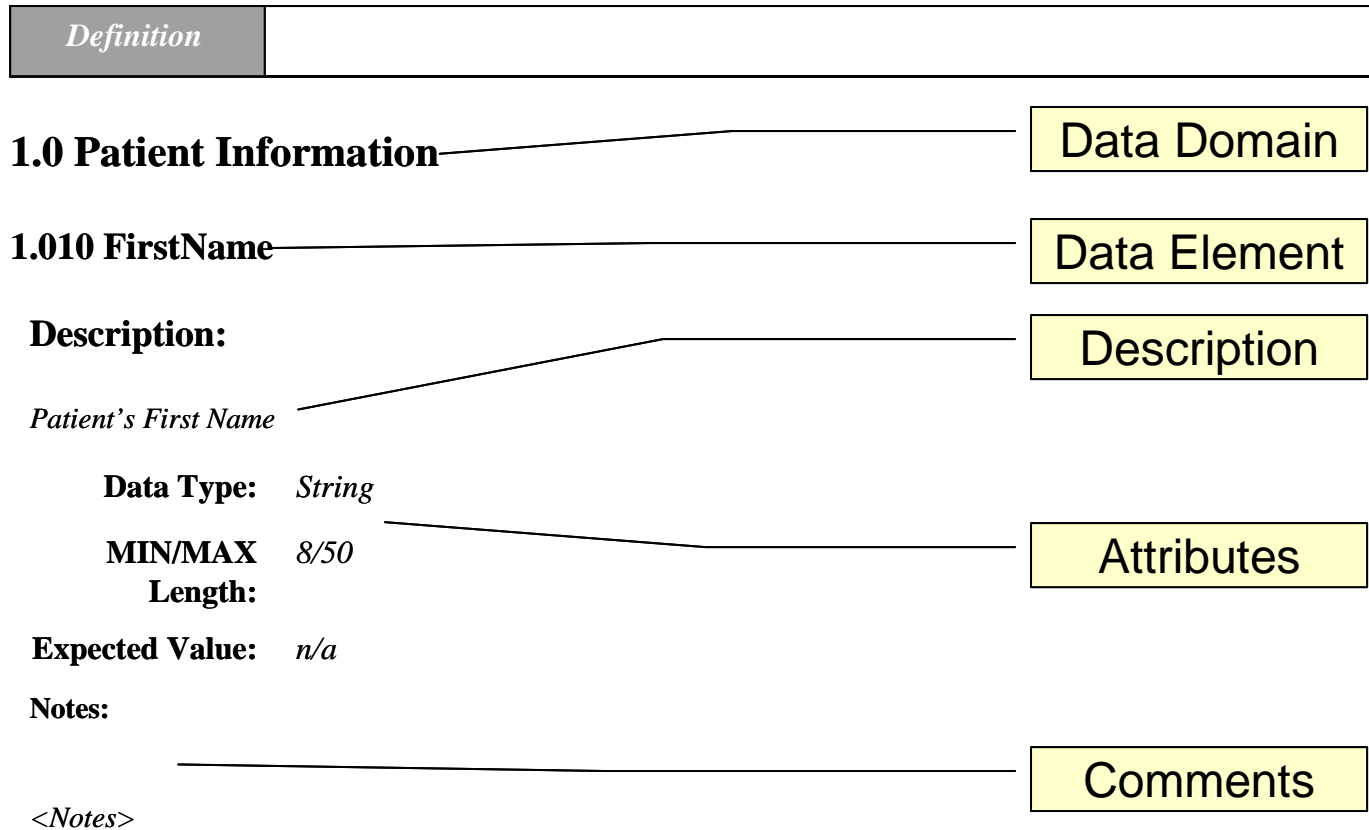 Definition
1.0 Patient Information
Data Domain
1.010 FirstName
Data Element
Description:
Description
Patient’s First Name
Data Type: String
MIN/MAX 8/50
Length:
Attributes
Expected Value: n/a
Notes:
Comments
<Notes>